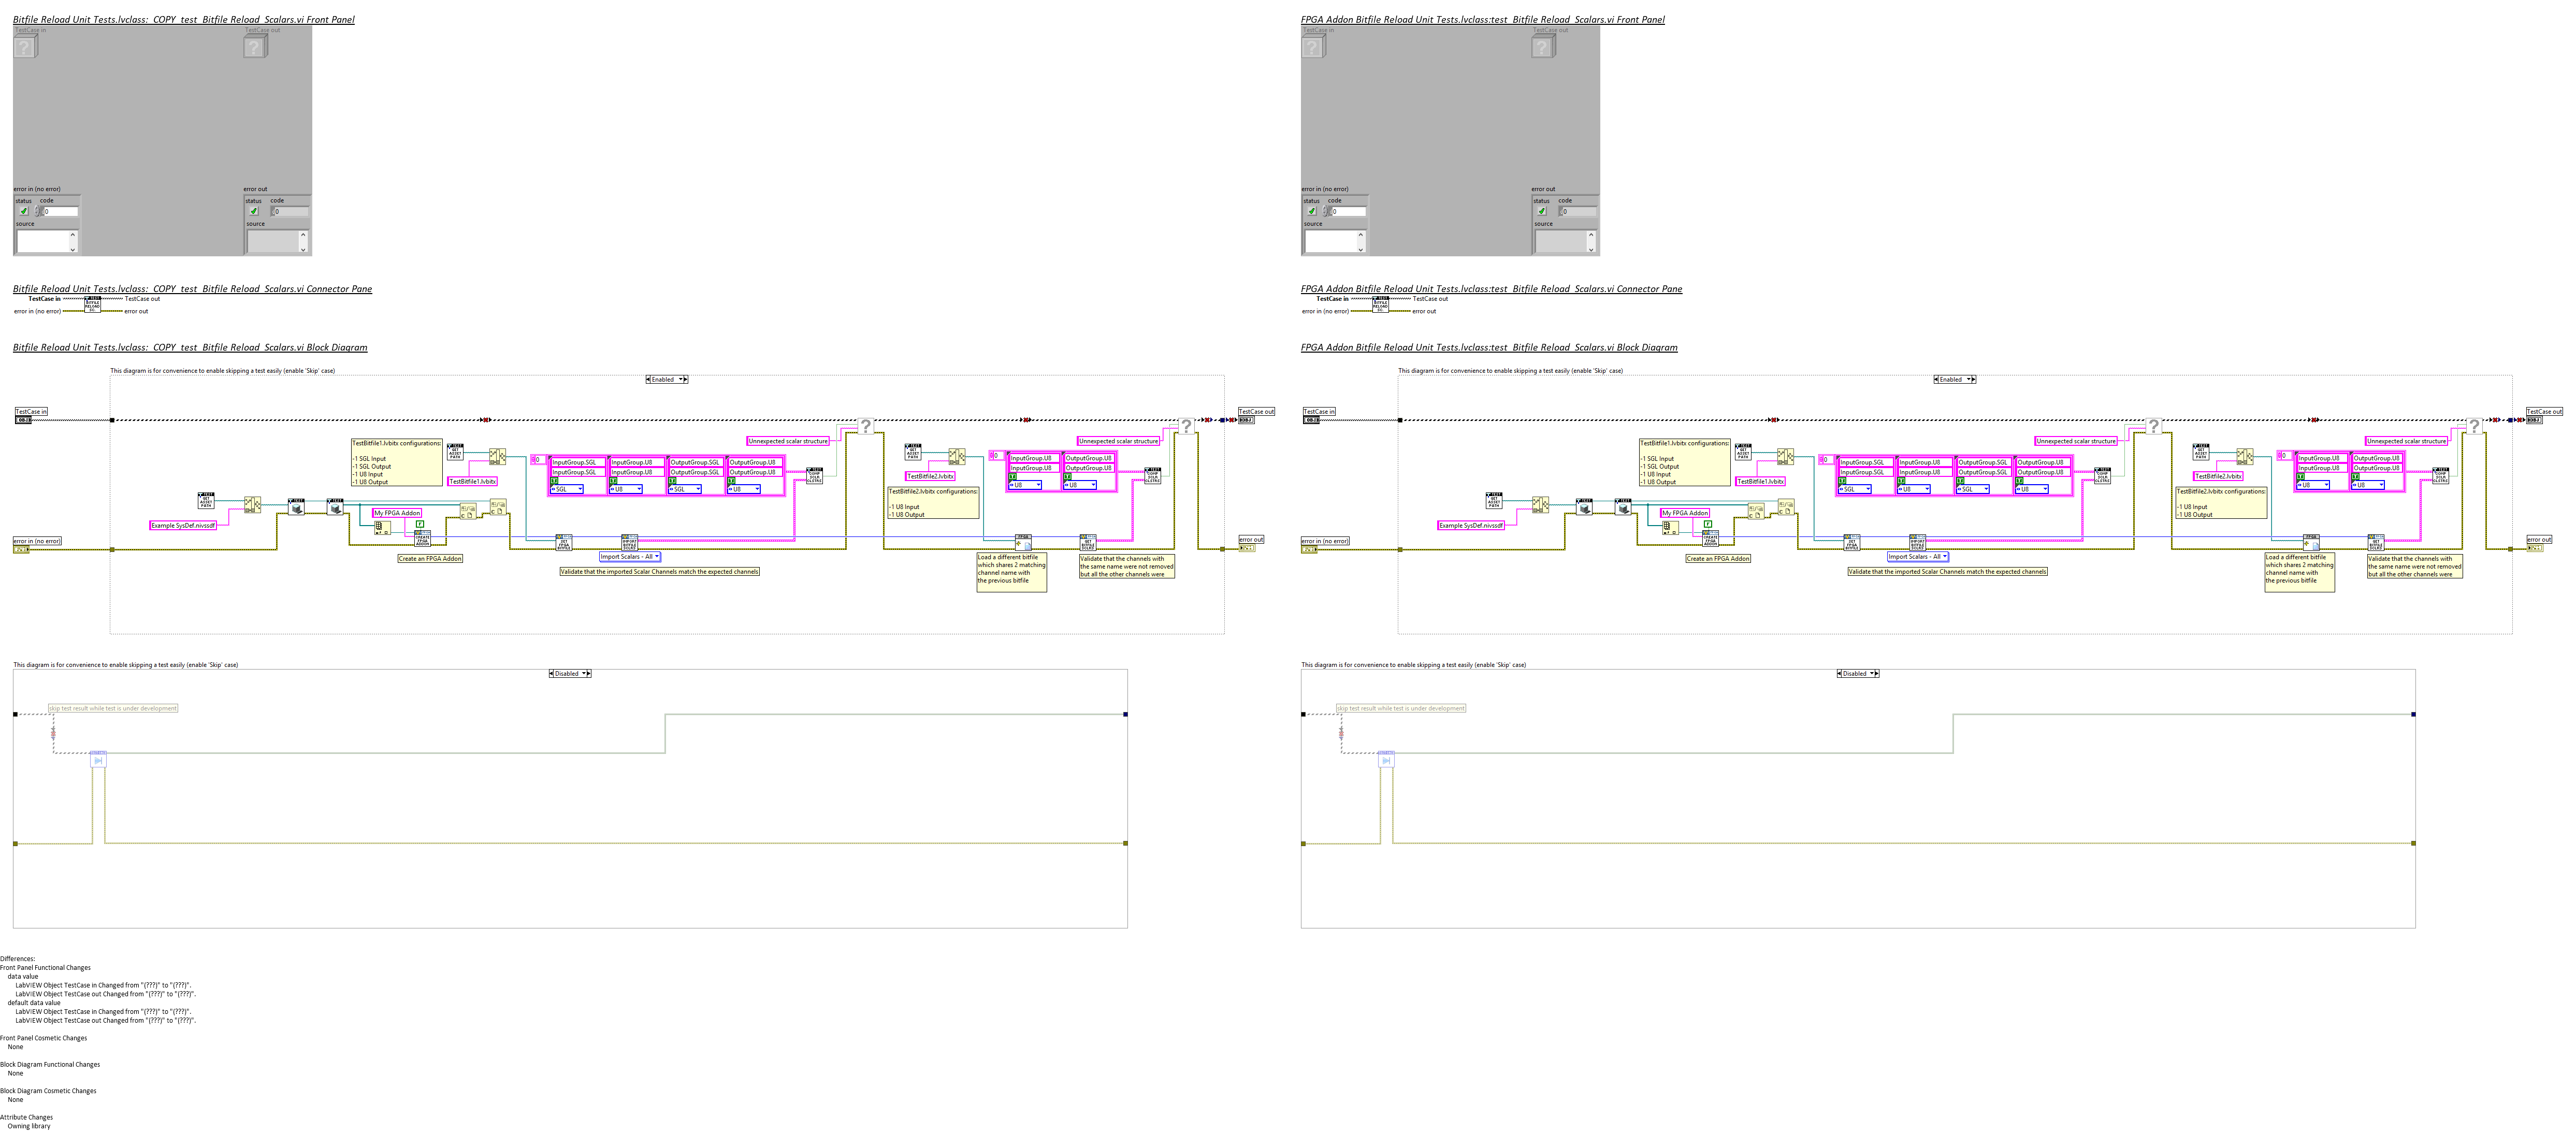 Bitfile Reload Unit Tests.lvclass:_COPY_test_Bitfile Reload_Scalars.vi Front Panel
TestCase in
TestCase out
error in (no error)
error out
status
code
0
source
status
code
0
source
Bitfile Reload Unit Tests.lvclass:_COPY_test_Bitfile Reload_Scalars.vi Connector Pane
TestCase in
TestCase out
error in (no error)
error out
Bitfile Reload Unit Tests.lvclass:_COPY_test_Bitfile Reload_Scalars.vi Block Diagram
This diagram is for convenience to enable skipping a test easily (enable 'Skip' case)
Enabled
TestCase in
TestCase out
Unnexpected scalar structure
Unnexpected scalar structure
TestBitfile1.lvbitx configurations:
-1 SGL Input
-1 SGL Output
-1 U8 Input
-1 U8 Output
TestBitfile1.lvbitx
InputGroup.SGL
InputGroup.U8
OutputGroup.SGL
OutputGroup.U8
InputGroup.SGL
InputGroup.U8
OutputGroup.SGL
OutputGroup.U8
SGL
U8
SGL
U8
TestBitfile2.lvbitx
TestBitfile2.lvbitx configurations:
-1 U8 Input
-1 U8 Output
InputGroup.U8
OutputGroup.U8
InputGroup.U8
OutputGroup.U8
U8
U8
Example SysDef.nivssdf
My FPGA Addon
error in (no error)
error out
Create an FPGA Addon
Import Scalars - All
Validate that the imported Scalar Channels match the expected channels
Load a different bitfile
which shares 2 matching
channel name with
the previous bitfile
Validate that the channels with
the same name were not removed
but all the other channels were
This diagram is for convenience to enable skipping a test easily (enable 'Skip' case)
Disabled
skip test result while test is under development
Differences:
Front Panel Functional Changes
data value
LabVIEW Object TestCase in Changed from "(???)" to "(???)".
LabVIEW Object TestCase out Changed from "(???)" to "(???)".
default data value
LabVIEW Object TestCase in Changed from "(???)" to "(???)".
LabVIEW Object TestCase out Changed from "(???)" to "(???)".
Front Panel Cosmetic Changes
None
Block Diagram Functional Changes
None
Block Diagram Cosmetic Changes
None
Attribute Changes
Owning library
FPGA Addon Bitfile Reload Unit Tests.lvclass:test_Bitfile Reload_Scalars.vi Front Panel
TestCase in
TestCase out
error in (no error)
error out
status
code
0
source
status
code
0
source
FPGA Addon Bitfile Reload Unit Tests.lvclass:test_Bitfile Reload_Scalars.vi Connector Pane
TestCase in
TestCase out
error in (no error)
error out
FPGA Addon Bitfile Reload Unit Tests.lvclass:test_Bitfile Reload_Scalars.vi Block Diagram
This diagram is for convenience to enable skipping a test easily (enable 'Skip' case)
Enabled
TestCase in
TestCase out
Unnexpected scalar structure
Unnexpected scalar structure
TestBitfile1.lvbitx configurations:
-1 SGL Input
-1 SGL Output
-1 U8 Input
-1 U8 Output
TestBitfile1.lvbitx
InputGroup.SGL
InputGroup.U8
OutputGroup.SGL
OutputGroup.U8
InputGroup.SGL
InputGroup.U8
OutputGroup.SGL
OutputGroup.U8
SGL
U8
SGL
U8
TestBitfile2.lvbitx
TestBitfile2.lvbitx configurations:
-1 U8 Input
-1 U8 Output
InputGroup.U8
OutputGroup.U8
InputGroup.U8
OutputGroup.U8
U8
U8
Example SysDef.nivssdf
My FPGA Addon
error in (no error)
error out
Create an FPGA Addon
Import Scalars - All
Validate that the imported Scalar Channels match the expected channels
Load a different bitfile
which shares 2 matching
channel name with
the previous bitfile
Validate that the channels with
the same name were not removed
but all the other channels were
This diagram is for convenience to enable skipping a test easily (enable 'Skip' case)
Disabled
skip test result while test is under development